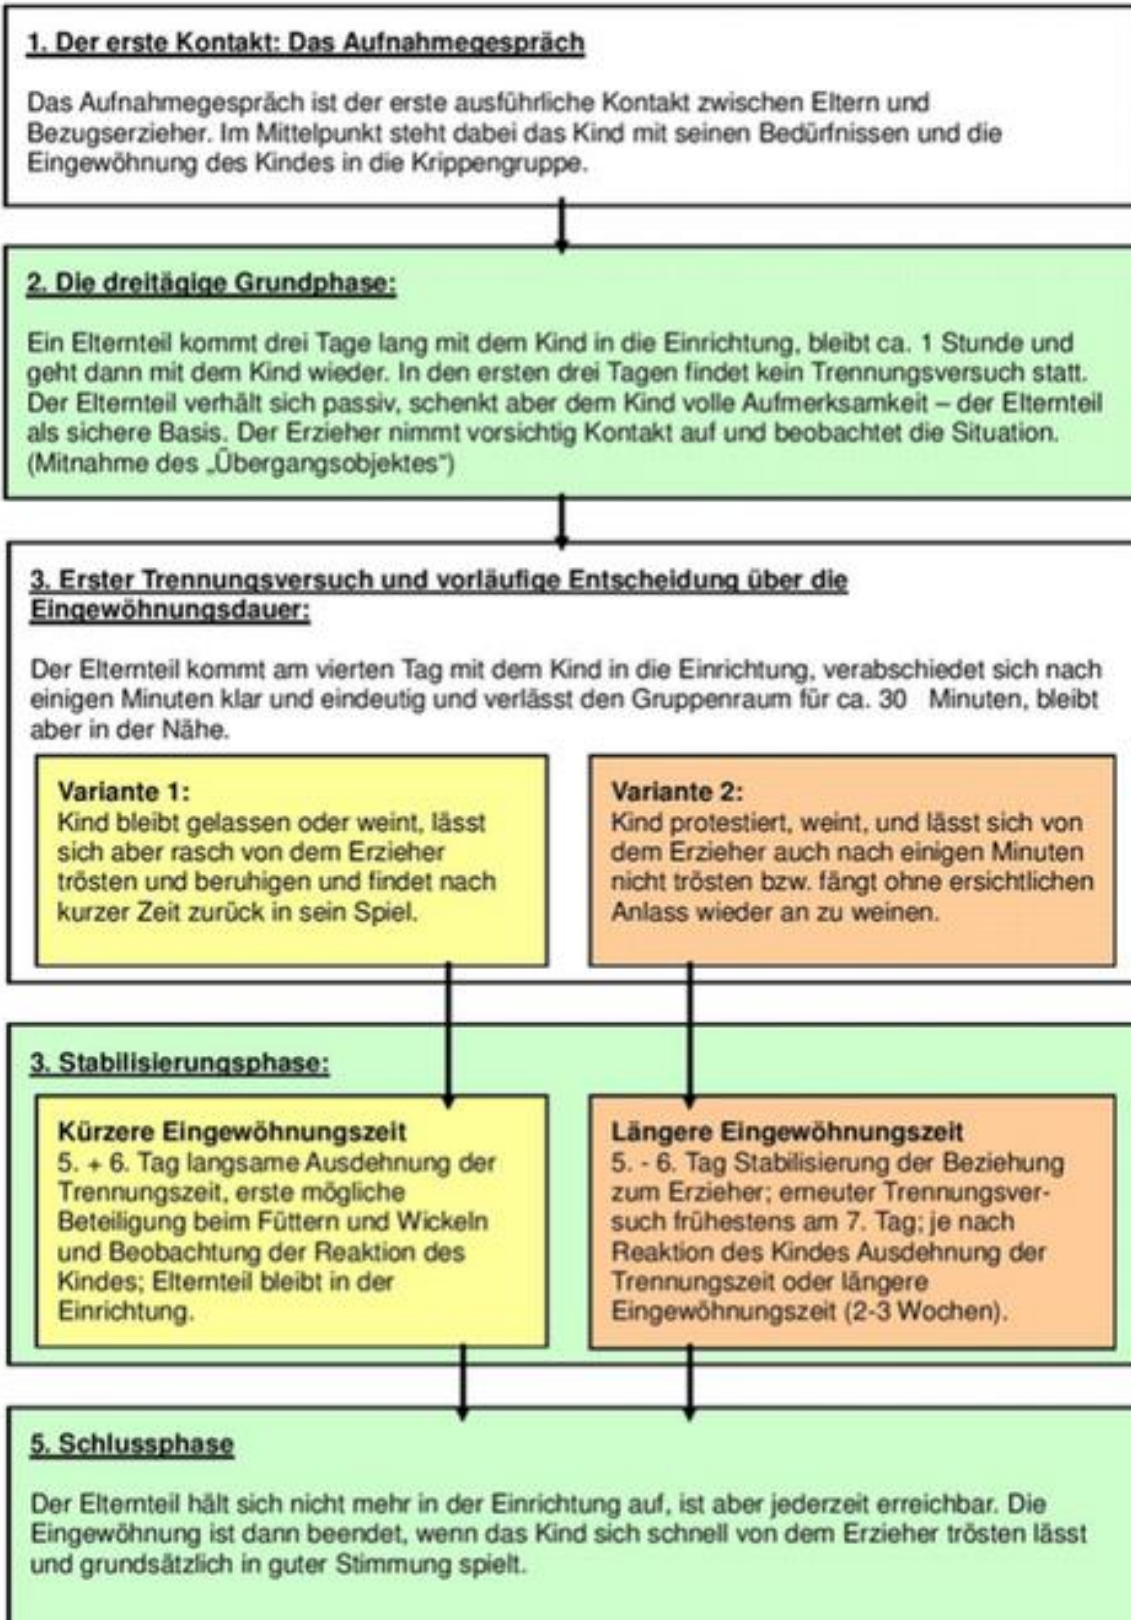 1. Der erste Kontakt: Das Aufnahmegespräch
Das Aufnahmegespräch ist der erste ausführliche Kontakt zwischen Eltern und
Bezugserzieher. Im Mittelpunkt steht dabei das Kind mit seinen Bedürfnissen und die
Eingewöhnung des Kindes in die Krippengruppe.
2. Die dreitägige Grundphase:
Ein Elternteil kommt drei Tage lang mit dem Kind in die Einrichtung, bleibt ca. 1 Stunde und
geht dann mit dem Kind wieder. In den ersten drei Tagen findet kein Trennungsversuch statt.
Der Elternteil verhält sich passiv, schenkt aber dem Kind volle Aufmerksamkeit – der Elternteil
als sichere Basis. Der Erzieher nimmt vorsichtig Kontakt auf und beobachtet die Situation.
(Mitnahme des „Übergangsobjektes“)
3. Erster Trennungsversuch und vorläufige Entscheidung über die
Eingewöhnungsdauer:
Der Elternteil kommt am vierten Tag mit dem Kind in die Einrichtung, verabschiedet sich nach
einigen Minuten klar und eindeutig und verlässt den Gruppenraum für ca. 30 Minuten, bleibt
aber in der Nähe.
Variante 1:
Kind bleibt gelassen oder weint, lässt
sich aber rasch von dem Erzieher
trösten und beruhigen und findet nach
kurzer Zeit zurück in sein Spiel.
Variante 2:
Kind protestiert, weint, und lässt sich von
dem Erzieher auch nach einigen Minuten
nicht trösten bzw. fängt ohne ersichtlichen
Anlass wieder an zu weinen.
3. Stabilisierungsphase:
Kürzere Eingewöhnungszeit
5. + 6. Tag langsame Ausdehnung der
Trennungszeit, erste mögliche
Beteiligung beim Füttern und Wickeln
und Beobachtung der Reaktion des
Kindes; Elternteil bleibt in der
Einrichtung.
Längere Eingewöhnungszeit
5. - 6. Tag Stabilisierung der Beziehung
zum Erzieher; erneuter Trennungsver-
such frühestens am 7. Tag; je nach
Reaktion des Kindes Ausdehnung der
Trennungszeit oder längere
Eingewöhnungszeit (2-3 Wochen).
5. Schlussphase
Der Elternteil hält sich nicht mehr in der Einrichtung auf, ist aber jederzeit erreichbar. Die
Eingewöhnung ist dann beendet, wenn das Kind sich schnell von dem Erzieher trösten lässt
und grundsätzlich in guter Stimmung spielt.